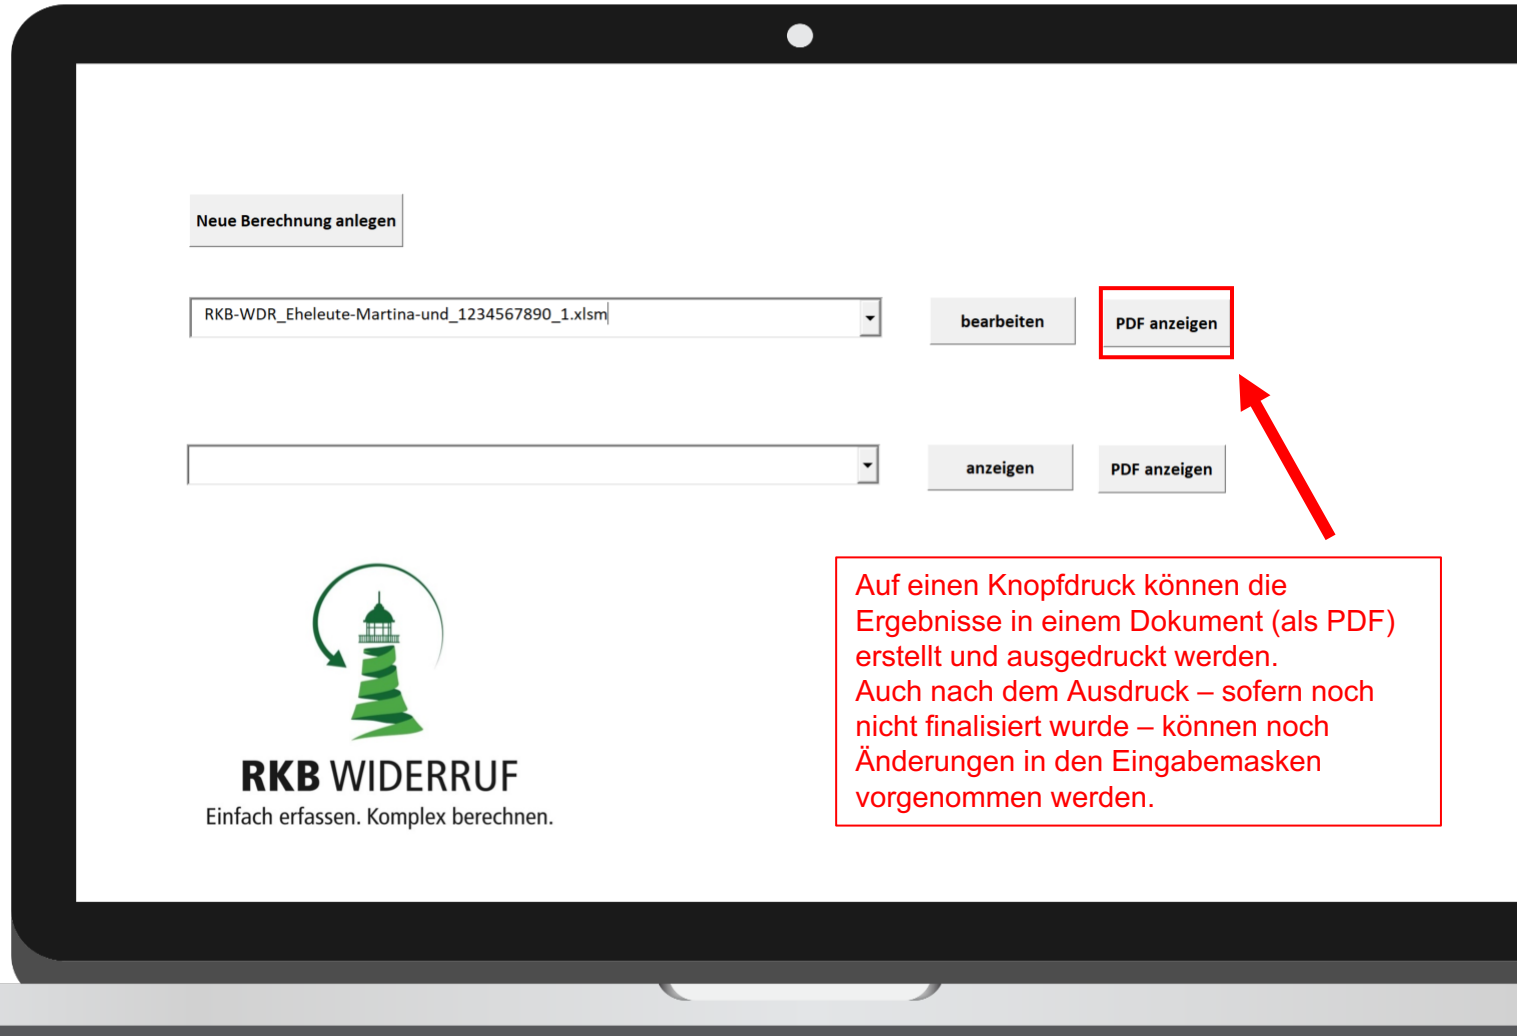 Neue Berechnung anlegen
RKB-WDR_Eheleute-Martina-und_1234567890_1.xlsm
bearbeiten
PDF anzeigen
anzeigen
PDF anzeigen
Auf einen Knopfdruck können die
Ergebnisse in einem Dokument (als PDF)
erstellt und ausgedruckt werden.
Auch nach dem Ausdruck – sofern noch
nicht finalisiert wurde – können noch
Änderungen in den Eingabemasken
vorgenommen werden.
RKB WIDERRUF
Einfach erfassen. Komplex berechnen.